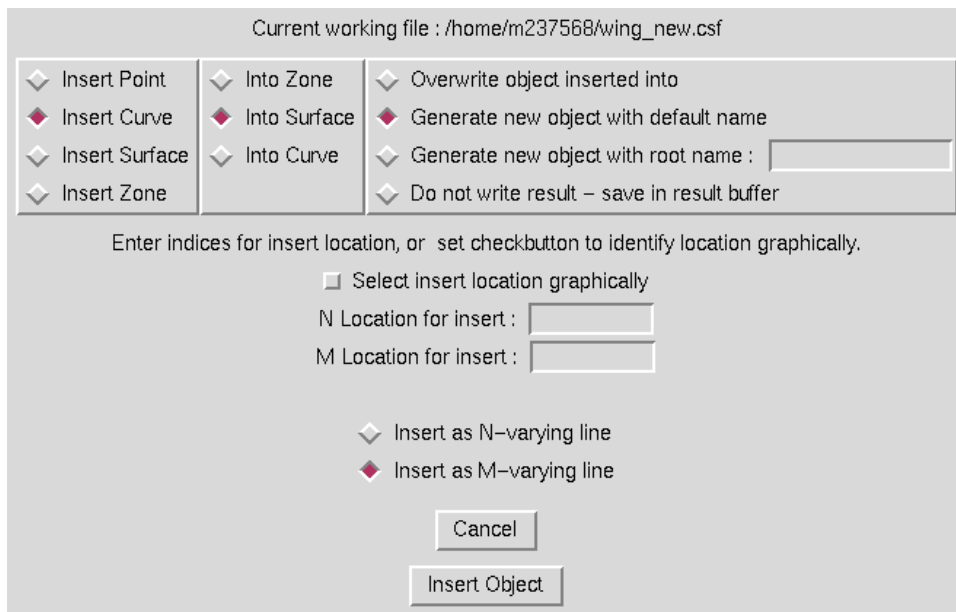 Current working file : /home/m237568/wing_new.csf
Insert Point
Insert Curve
Insert Surface
Insert Zone
Into Zone
Into Surface
Into Curve
Overwrite object inserted into
Generate new object with default name
Generate new object with root name :
Do not write result – save in result buffer
Enter indices for insert location, or set checkbutton to identify location graphically.
Select insert location graphically
N Location for insert :
M Location for insert :
Insert as N–varying line
Insert as M–varying line
Cancel
Insert Object